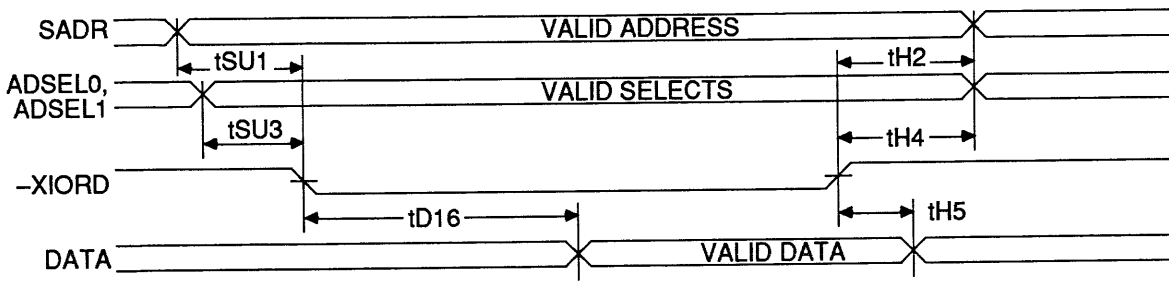 SADR VALID ADDRESS
tSU1 tH2
ADSEL0, ADSEL1 VALID SELECTS
tSU3 tH4
–XIORD
tD16 tH5
DATA VALID DATA